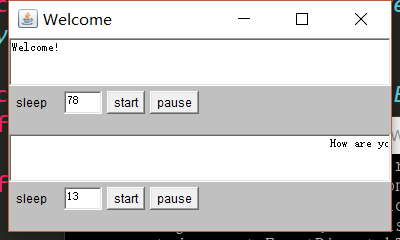 Welcome
Welcome!
sleep 78 start pause
How are yo
sleep 13 start pause